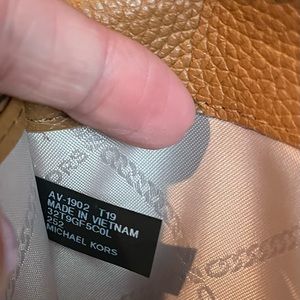 AV-1902 T19
MADE IN VIETNAM
32T9GF5C0L
252
MICHAEL KORS